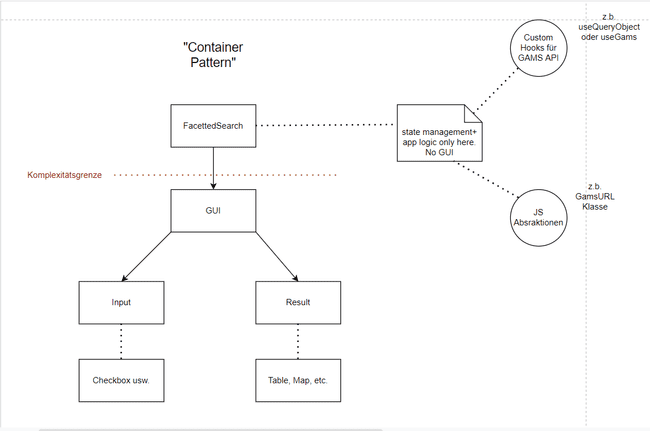 z.b.
useQueryObject
oder useGams
Custom
Hooks für
GAMS API
"Container
Pattern"
FacettedSearch
state management+
app logic only here.
No GUI
Komplexitätsgrenze
z.b.
GamsURL
Klasse
GUI
JS
Absraktionen
Input
Result
Checkbox usw.
Table, Map, etc.